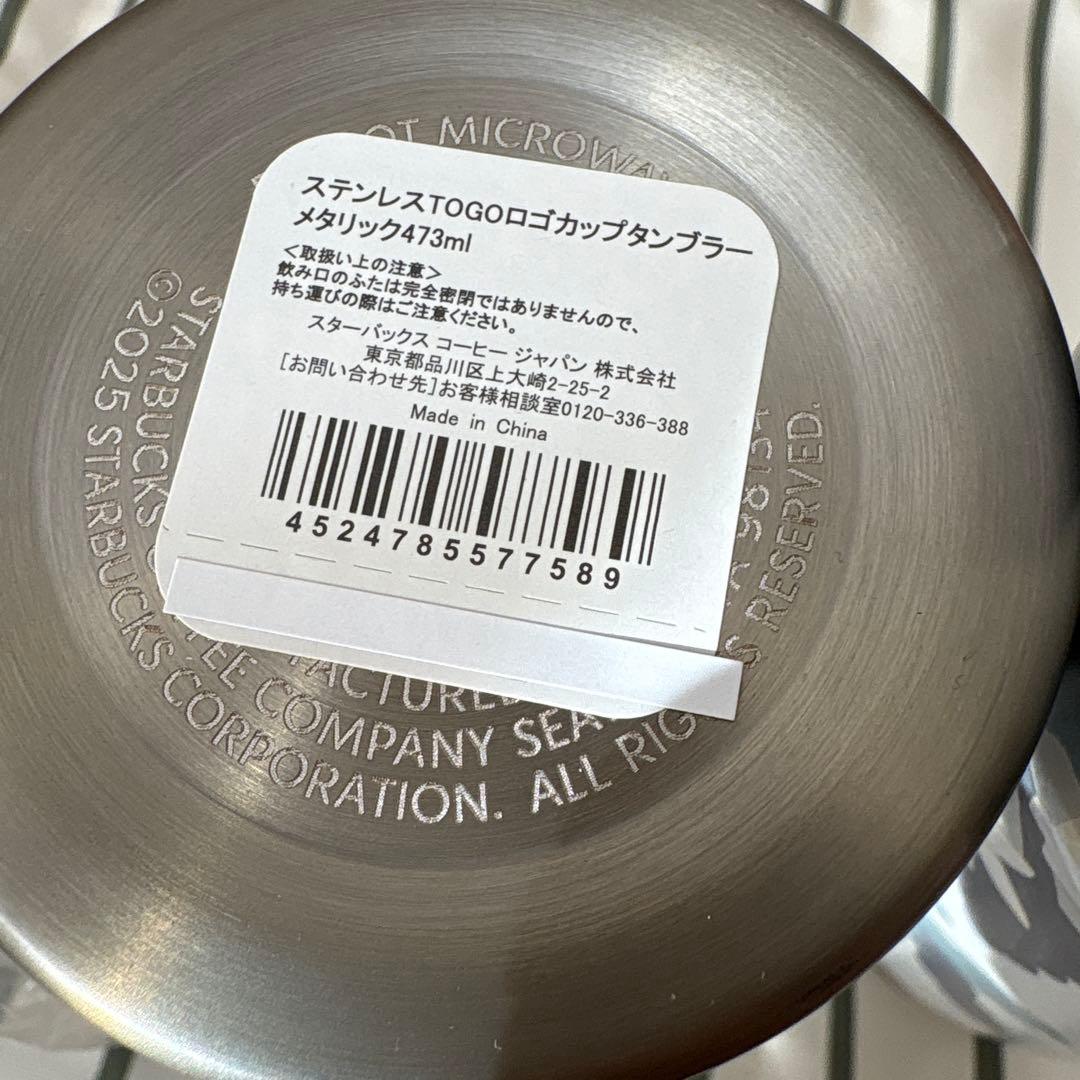 ステンレスTOGOロゴカップタンブラー
メタリック473ml
＜取扱い上の注意＞
飲み口のふたは完全密閉ではありませんので、
持ち運びの際はご注意ください。
スターバックス コーヒー ジャパン 株式会社
東京都品川区上大崎2-25-2
[お問い合わせ先]お客様相談室0120-336-388
Made in China
4524785577589
MICROWAV
©2025 STARBUCKS CORPORATION. ALL RIG S RESERVED.
STARBUCKS COMPANY SEA 98134
FACTURED